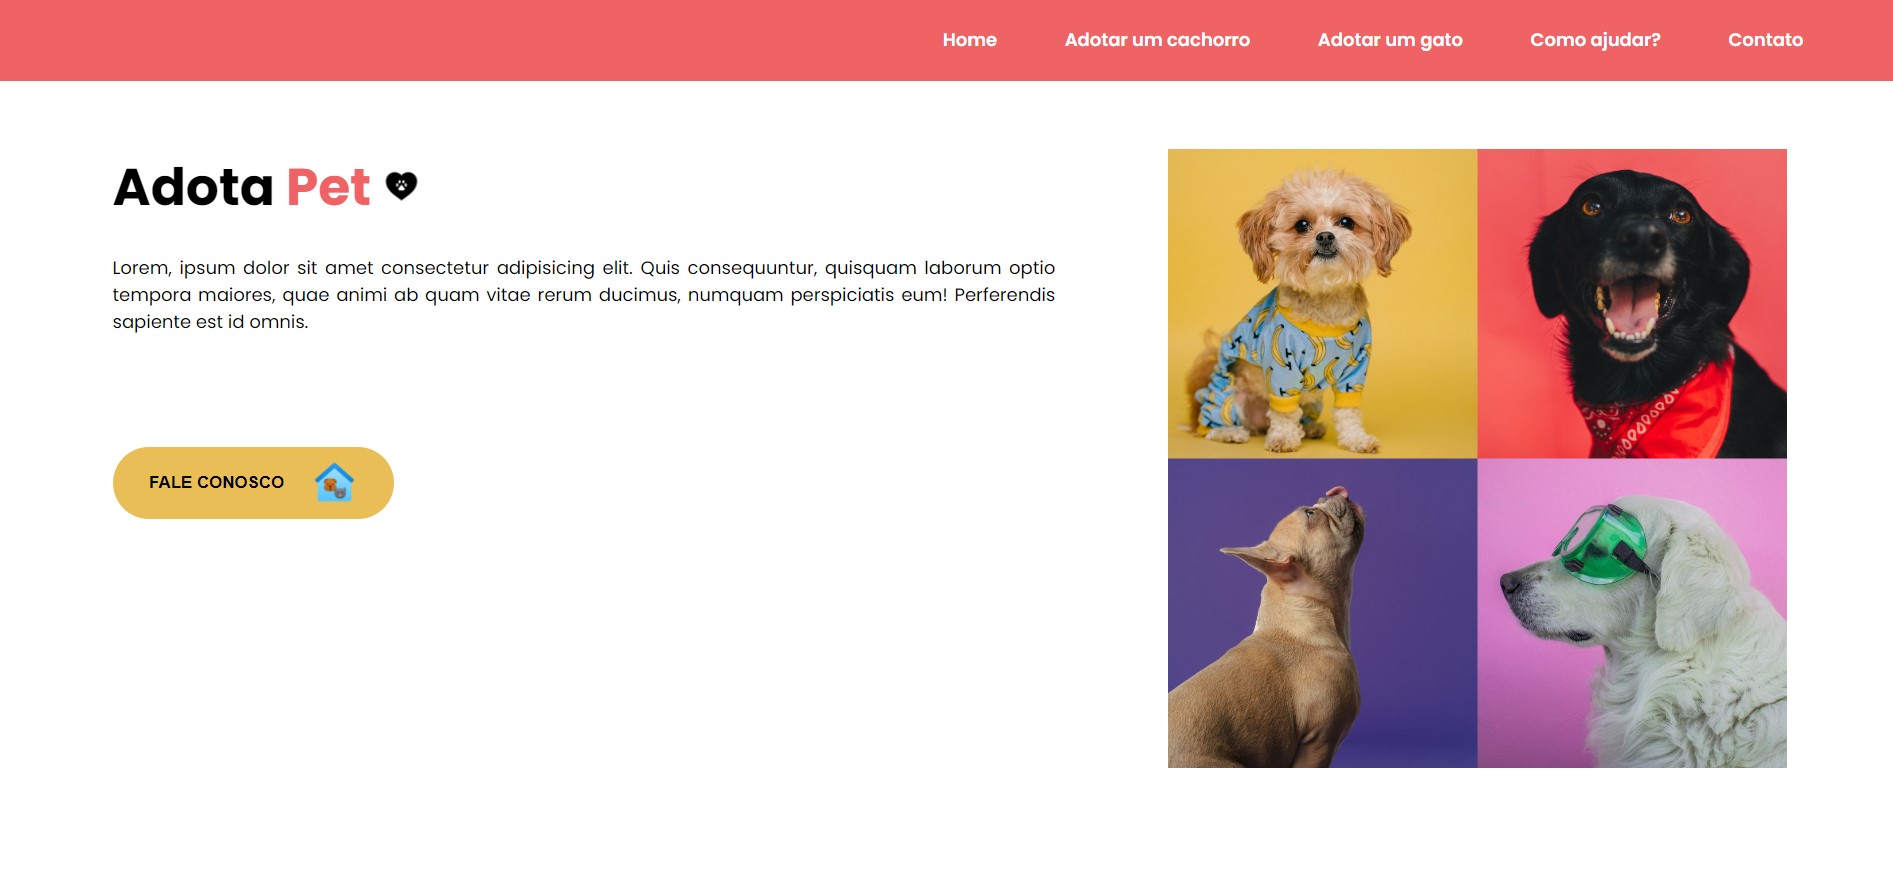 Home Adotar um cachorro Adotar um gato Como ajudar? Contato
Adota Pet
Lorem, ipsum dolor sit amet consectetur adipisicing elit. Quis consequuntur, quisquam laborum optio
tempora maiores, quae animi ab quam vitae rerum ducimus, numquam perspiciatis eum! Perferendis
sapiente est id omnis.
FALE CONOSCO